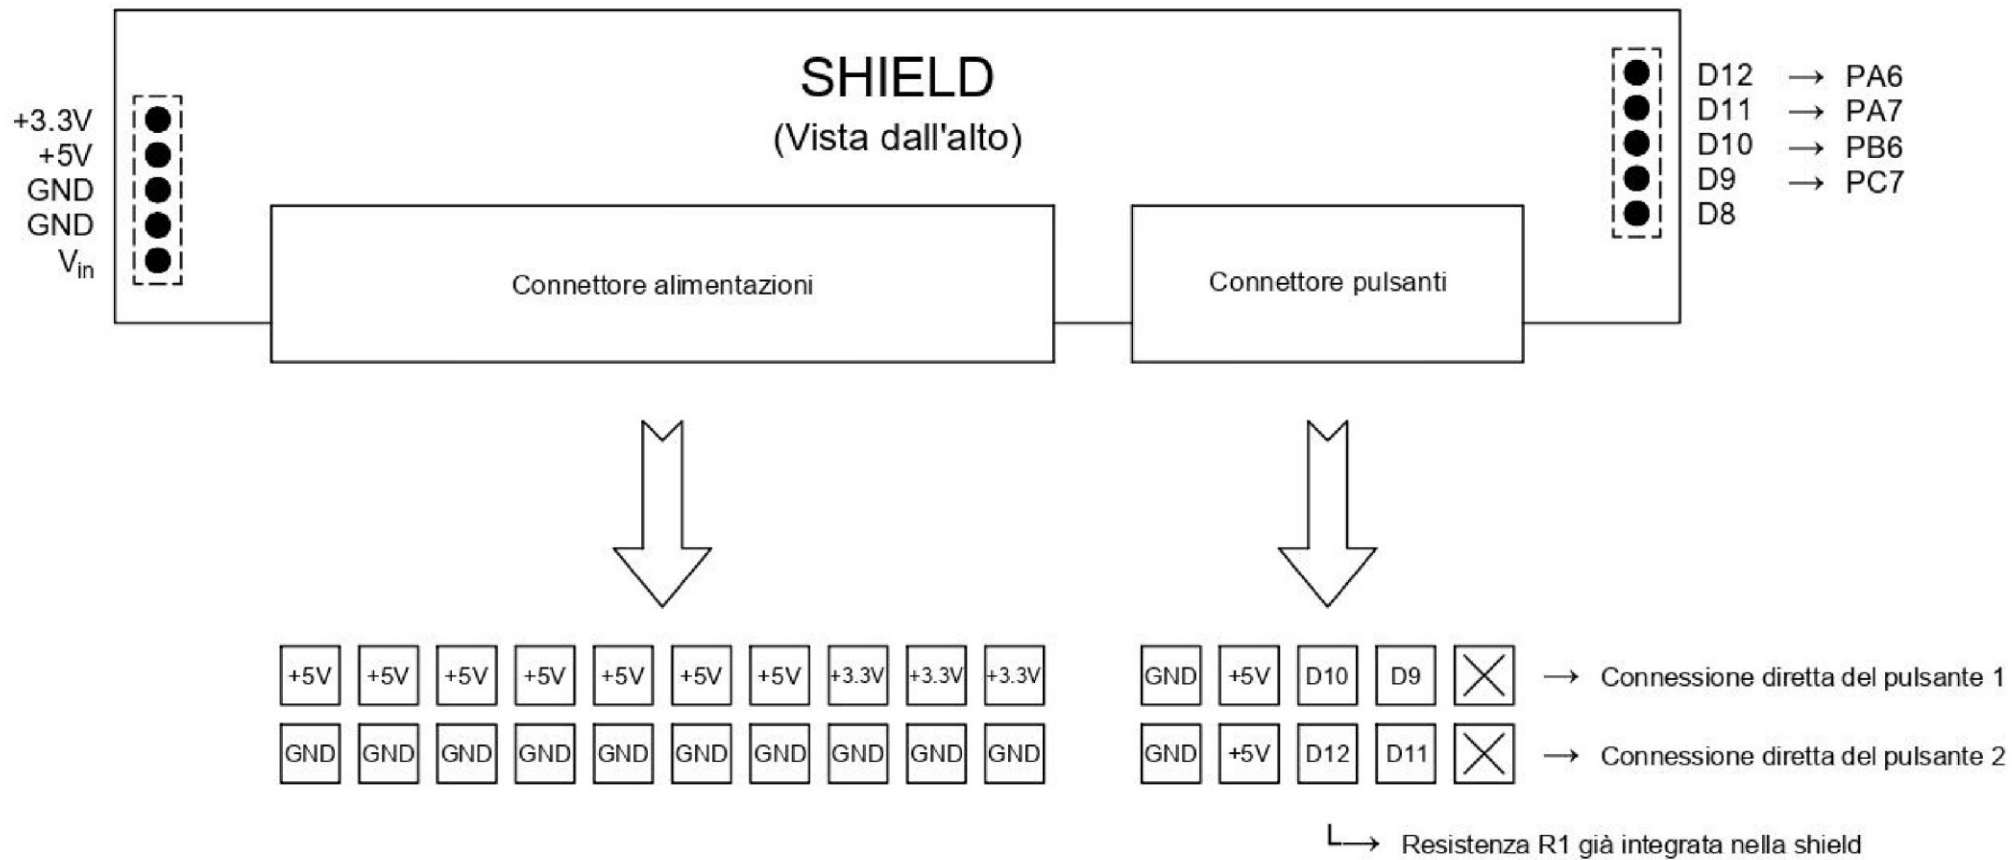 SHIELD
(Vista dall'alto)
+3.3V
+5V
GND
GND
Vin
D12 → PA6
D11 → PA7
D10 → PB6
D9 → PC7
D8
Connettore alimentazioni
Connettore pulsanti
+5V +5V +5V +5V +5V +5V +5V +3.3V +3.3V +3.3V
GND GND GND GND GND GND GND GND GND GND
GND +5V D10 D9 → Connessione diretta del pulsante 1
GND +5V D12 D11 → Connessione diretta del pulsante 2
Resistenza R1 già integrata nella shield